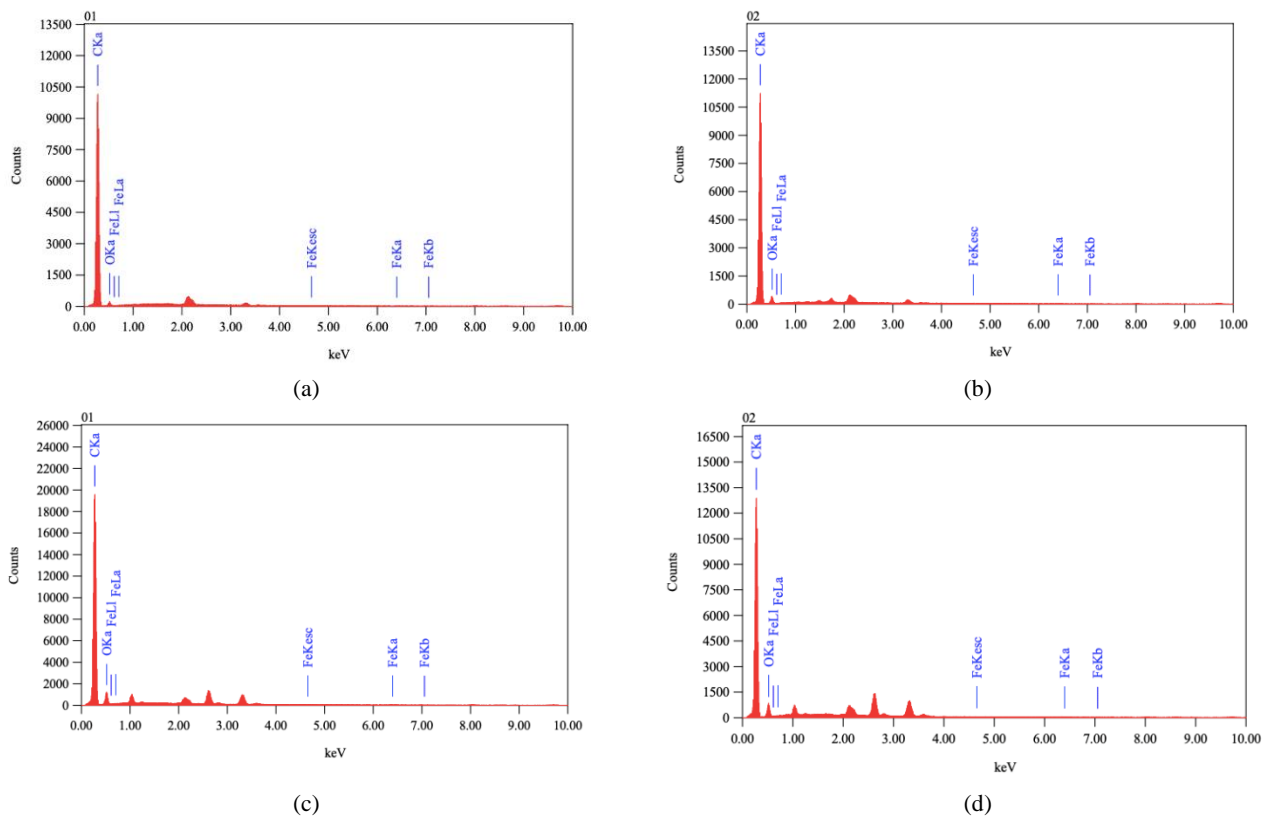 01
13500
12000
10500
9000
7500
6000
4500
3000
1500
0
Counts
CKa
OKa
FeLl
FeLa
FeKesc
FeKa
FeKb
0.00 1.00 2.00 3.00 4.00 5.00 6.00 7.00 8.00 9.00 10.00
keV
(a)
02
13500
12000
10500
9000
7500
6000
4500
3000
1500
0
Counts
CKa
OKa
FeLl
FeLa
FeKesc
FeKa
FeKb
0.00 1.00 2.00 3.00 4.00 5.00 6.00 7.00 8.00 9.00 10.00
keV
(b)
01
26000
24000
22000
20000
18000
16000
14000
12000
10000
8000
6000
4000
2000
0
Counts
CKa
OKa
FeLl
FeLa
FeKesc
FeKa
FeKb
0.00 1.00 2.00 3.00 4.00 5.00 6.00 7.00 8.00 9.00 10.00
keV
(c)
02
16500
15000
13500
12000
10500
9000
7500
6000
4500
3000
1500
0
Counts
CKa
OKa
FeLl
FeLa
FeKesc
FeKa
FeKb
0.00 1.00 2.00 3.00 4.00 5.00 6.00 7.00 8.00 9.00 10.00
keV
(d)